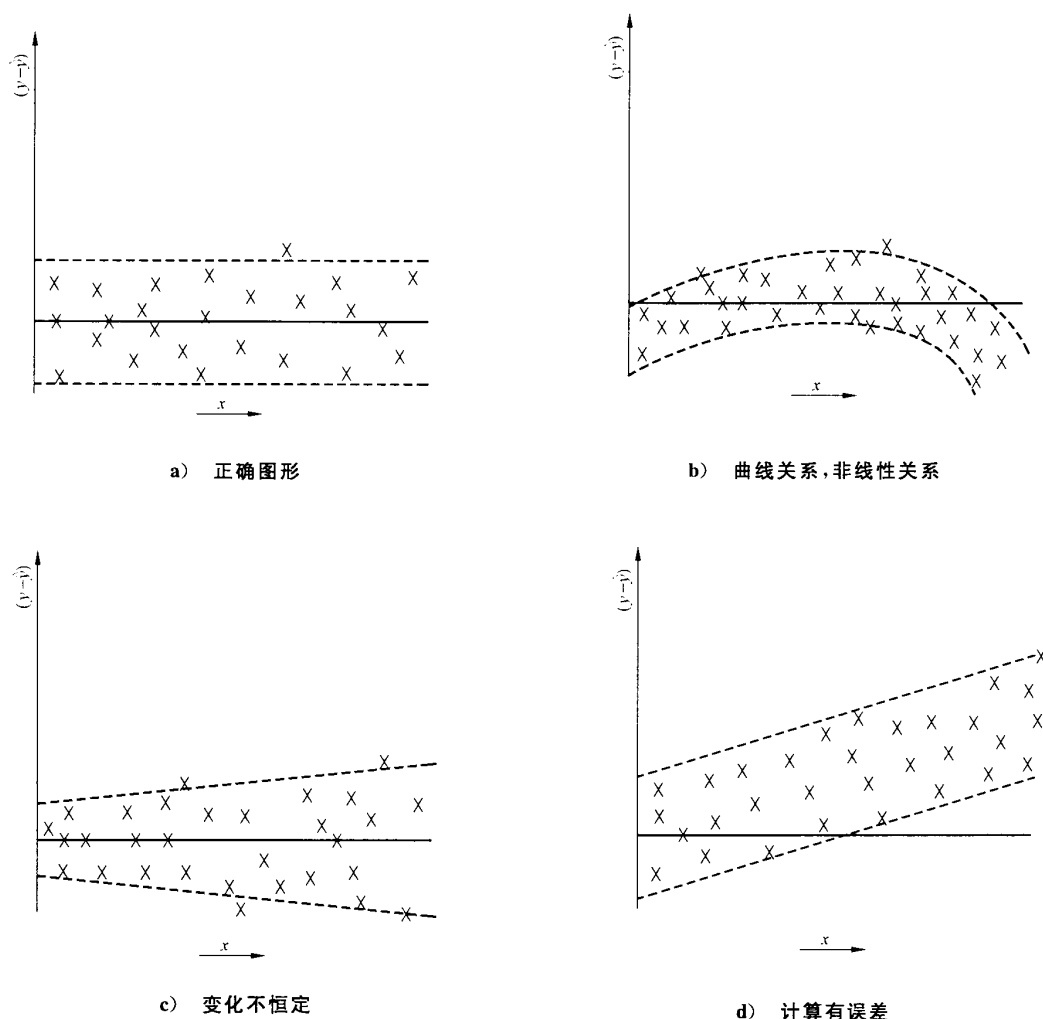 (y-ŷ)
x
a) 正确图形
(y-ŷ)
x
b) 曲线关系,非线性关系
(y-ŷ)
x
c) 变化不恒定
(y-ŷ)
x
d) 计算有误差